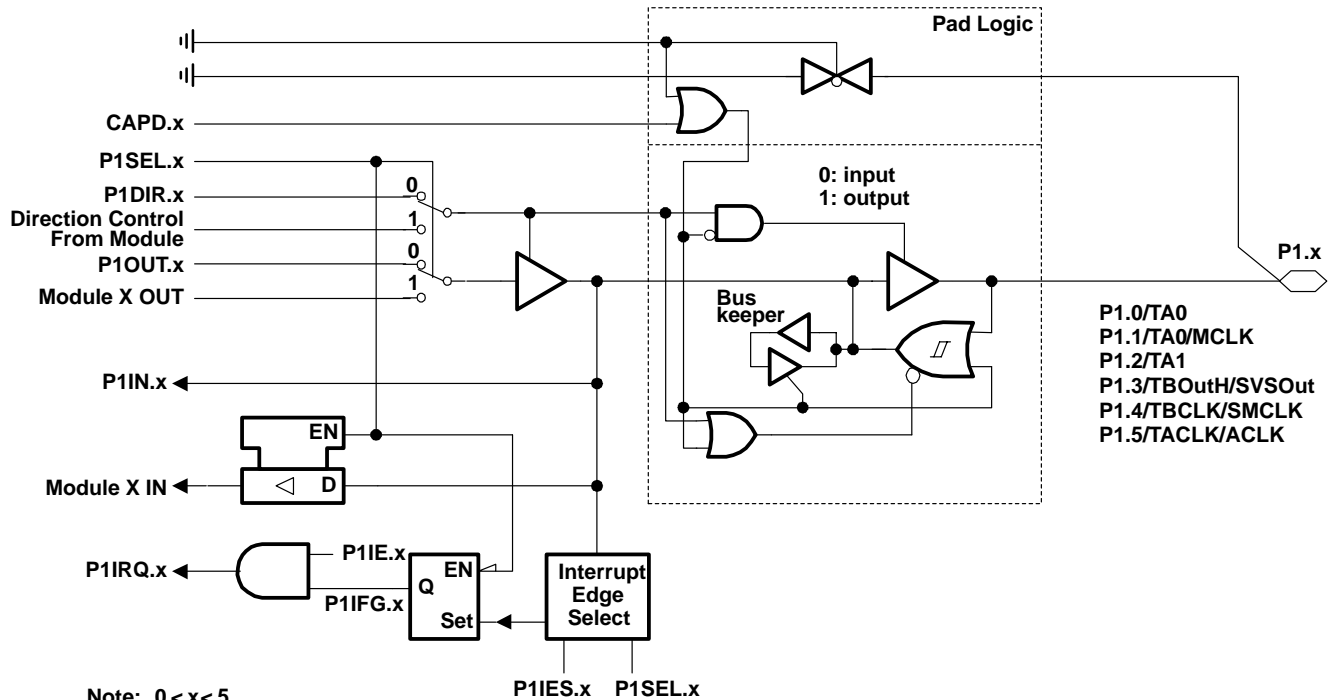 Pad Logic
CAPD.x
P1SEL.x
P1DIR.x
0
Direction Control
From Module
1
P1OUT.x
0
Module X OUT
1
0: input
1: output
P1.x
Bus
keeper
P1.0/TA0
P1.1/TA0/MCLK
P1.2/TA1
P1.3/TBOutH/SVSOut
P1.4/TBCLK/SMCLK
P1.5/TACLK/ACLK
P1IN.x
EN
Module X IN
D
P1IRQ.x
P1IE.x
P1IFG.x
EN
Q
Set
Interrupt
Edge
Select
P1IES.x
P1SEL.x
Note: 0 < x < 5